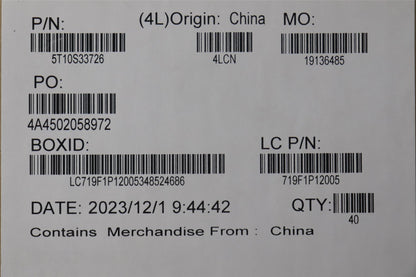 P/N: (4L)Origin: China MO:
5T10S33726 4LCN 19136485
PO:
4A4502058972
BOXID: LC P/N:
LC719F1P12005348524686 719F1P12005
DATE: 2023/12/1 9:44:42 QTY:
40
Contains Merchandise From : China